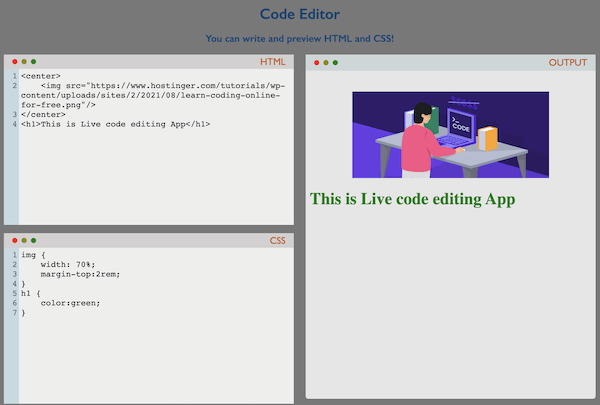 Code Editor
You can write and preview HTML and CSS!
HTML
1 <center>
2 <img src="https://www.hostinger.com/tutorials/wp-
content/uploads/sites/2/2021/08/learn-coding-online-
for-free.png"/>
3 </center>
4 <h1>This is Live code editing App</h1>
CSS
1 img {
2 width: 70%;
3 margin-top:2rem;
4 }
5 h1 {
6 color:green;
7 }
OUTPUT
>_
CODE
This is Live code editing App